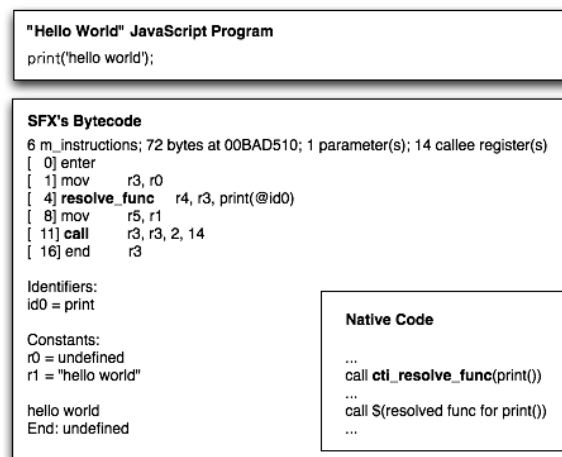 "Hello World" JavaScript Program
print('hello world');
SFX's Bytecode
6 m_instructions; 72 bytes at 00BAD510; 1 parameter(s); 14 callee register(s)
[ 0] enter
[ 1] mov r3, r0
[ 4] resolve_func r4, r3, print(@id0)
[ 8] mov r5, r1
[ 11] call r3, r3, 2, 14
[ 16] end r3
Identifiers:
id0 = print
Constants:
r0 = undefined
r1 = "hello world"
hello world
End: undefined
Native Code
...
call cti_resolve_func(print())
...
call $(resolved func for print())
...